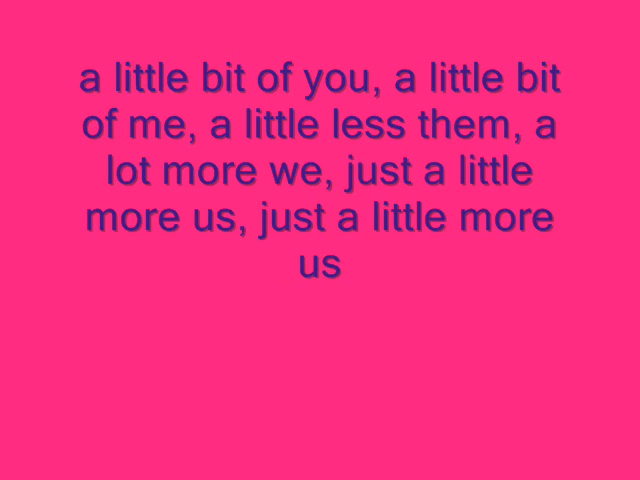 a little bit of you, a little bit
of me, a little less them, a
lot more we, just a little
more us, just a little more
us